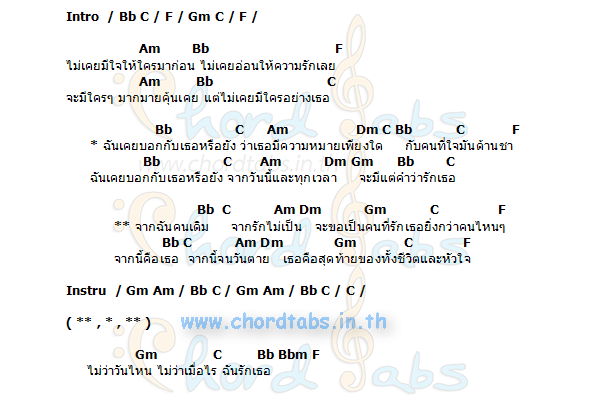 Intro / Bb C / F / Gm C / F /
Am Bb F
ไม่เคยมีใจให้ใครมาก่อน ไม่เคยอ่อนให้ความรักเลย
Am Bb C
จะมีใครๆ มากมายคุ้นเคย แต่ไม่เคยมีใครอย่างเธอ
Bb C Am Dm C Bb C F
* ฉันเคยบอกกับเธอหรือยัง ว่าเธอมีความหมายเพียงใด กับคนที่ใจมันด้านชา
Bb C Am Dm Gm Bb C
ฉันเคยบอกกับเธอหรือยัง จากวันนี้และทุกเวลา จะมีแต่คำว่ารักเธอ
Bb C Am Dm Gm C F
** จากฉันคนเดิม จากรักไม่เป็น จะขอเป็นคนที่รักเธอยิ่งกว่าคนไหนๆ
Bb C Am Dm Gm C F
จากนี้คือเธอ จากนี้จนวันตาย เธอคือสุดท้ายของทั้งชีวิตและหัวใจ
Instru / Gm Am / Bb C / Gm Am / Bb C / C /
( ** , * , ** )
www.chordtabs.in.th
Gm C Bb Bbm F
ไม่ว่าวันไหน ไม่ว่าเมื่อไร ฉันรักเธอ
Chord Tabs